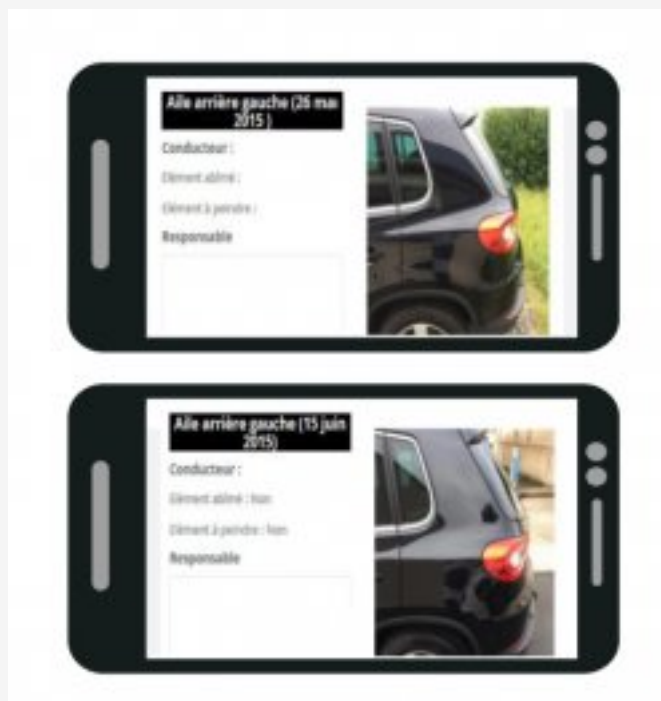 Aile arrière gauche (26 mai
2015 )
Conducteur :
Elément abîmé :
Elément à peindre :
Responsable
Aile arrière gauche (15 juin
2015)
Conducteur :
Elément abîmé : Non
Elément à peindre : Non
Responsable